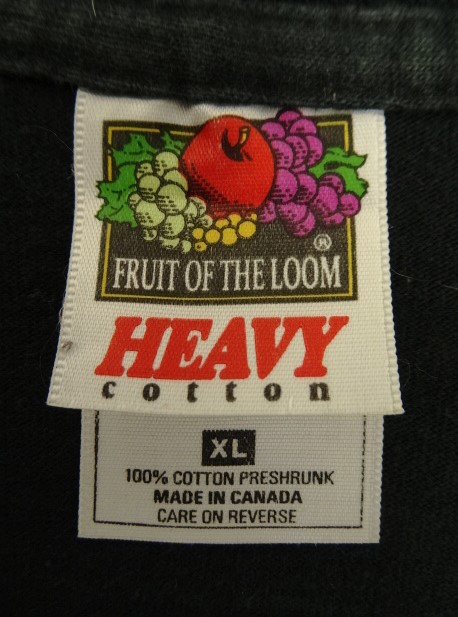 ®
FRUIT OF THE LOOM
HEAVY
cotton
XL
100% COTTON PRESHRUNK
MADE IN CANADA
CARE ON REVERSE